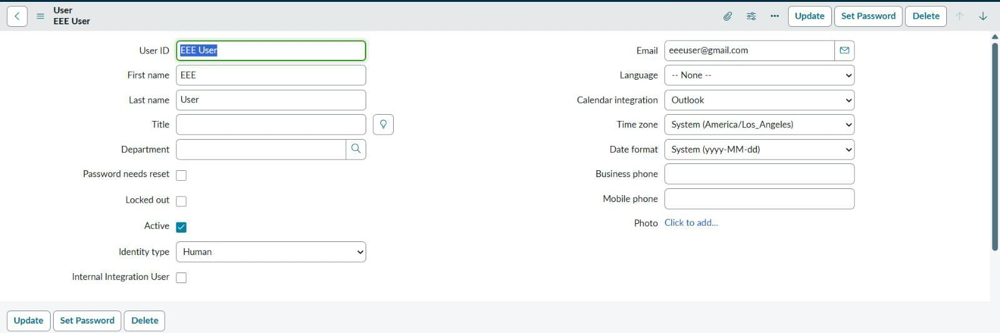 User
EEE User
Update
Set Password
Delete
User ID
EEE User
First name
EEE
Last name
User
Title
Department
Password needs reset
Locked out
Active
Identity type
Human
Internal Integration User
Email
eeeuser@gmail.com
Language
-- None --
Calendar integration
Outlook
Time zone
System (America/Los_Angeles)
Date format
System (yyyy-MM-dd)
Business phone
Mobile phone
Photo
Click to add...
Update
Set Password
Delete